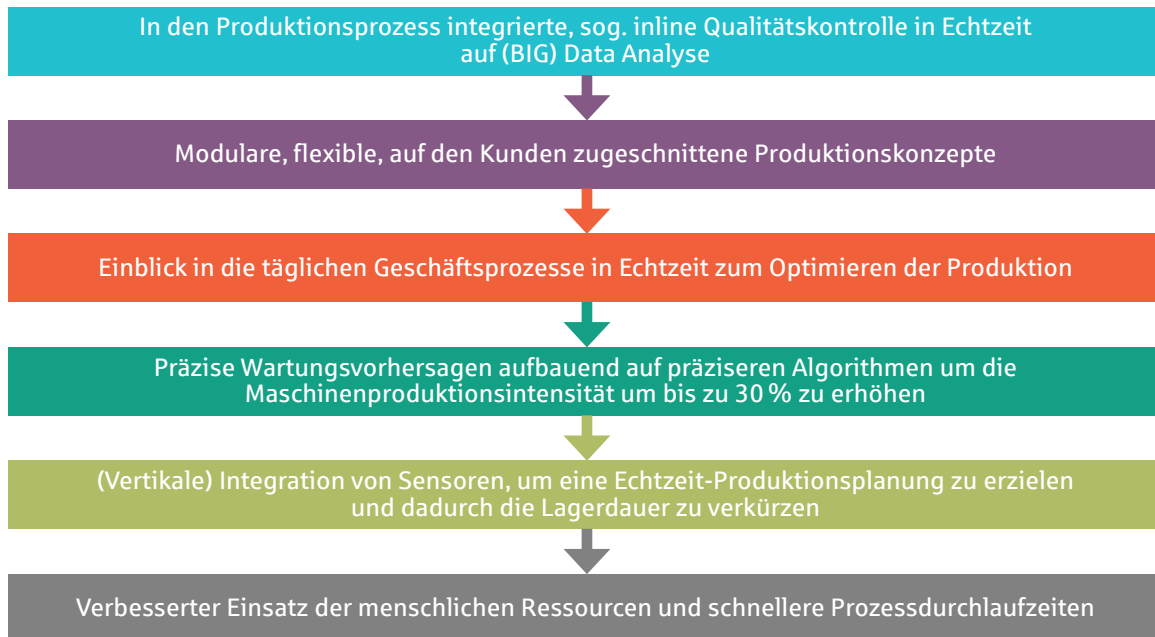 In den Produktionsprozess integrierte, sog. inline Qualitätskontrolle in Echtzeit
auf (BIG) Data Analyse
Modulare, flexible, auf den Kunden zugeschnittene Produktionskonzepte
Einblick in die täglichen Geschäftsprozesse in Echtzeit zum Optimieren der Produktion
Präzise Wartungsvorhersagen aufbauend auf präziseren Algorithmen um die
Maschinenproduktionsintensität um bis zu 30 % zu erhöhen
(Vertikale) Integration von Sensoren, um eine Echtzeit-Produktionsplanung zu erzielen
und dadurch die Lagerdauer zu verkürzen
Verbesserter Einsatz der menschlichen Ressourcen und schnellere Prozessdurchlaufzeiten